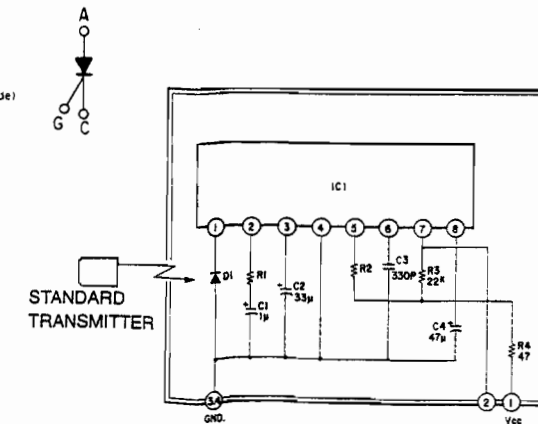 A
de)
G
C
IC1
1
2
3
4
5
6
7
8
D1
R1
C1
1μ
C2
33μ
R2
C3
330P
R3
22K
C4
47μ
R4
47
STANDARD
TRANSMITTER
3,4
GND.
2
1
Vcc